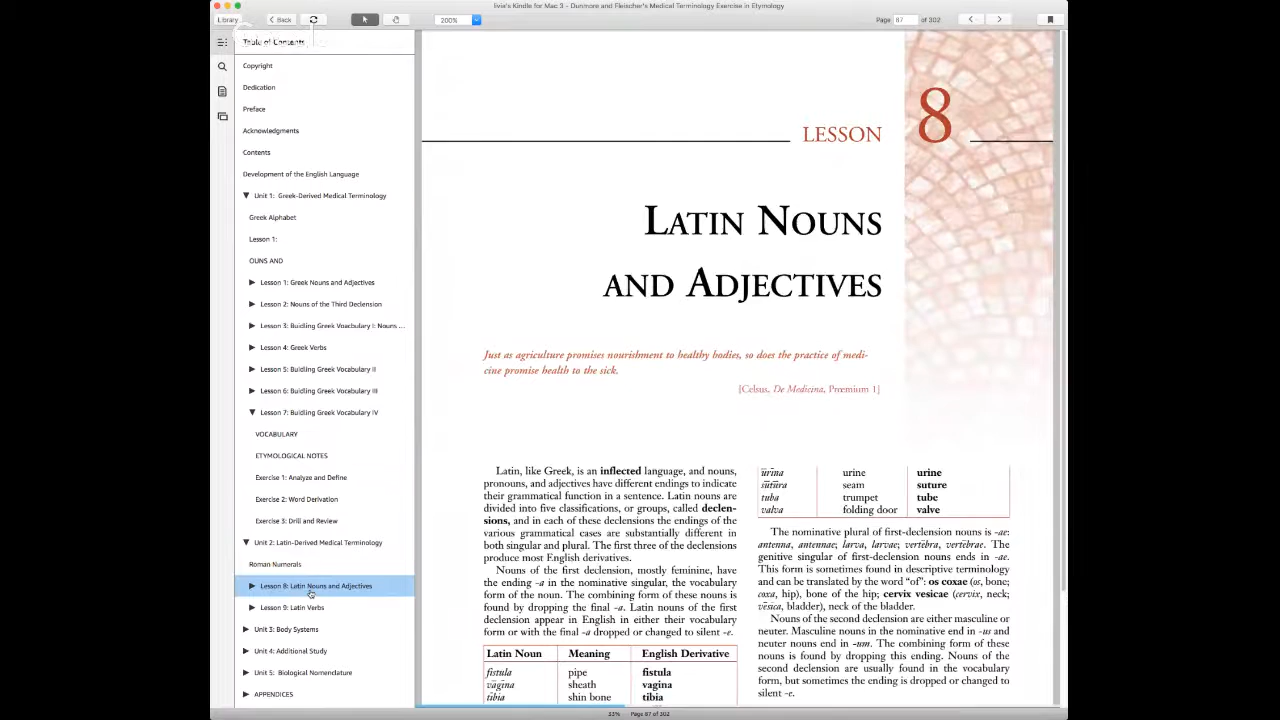 livia's Kindle for Mac 3 - Dunmore and Fleischer's Medical Terminology Exercise in Etymology
Library
Back
200%
Page 87 of 302
Table of Contents
Copyright
Dedication
Preface
Acknowledgments
Contents
Development of the English Language
Unit 1: Greek-Derived Medical Terminology
Greek Alphabet
Lesson 1:
OUNS AND
Lesson 1: Greek Nouns and Adjectives
Lesson 2: Nouns of the Third Declension
Lesson 3: Buidling Greek Voacbulary I: Nouns ...
Lesson 4: Greek Verbs
Lesson 5: Buidling Greek Vocabulary II
Lesson 6: Buidling Greek Vocabulary III
Lesson 7: Buidling Greek Vocabulary IV
VOCABULARY
ETYMOLOGICAL NOTES
Exercise 1: Analyze and Define
Exercise 2: Word Derivation
Exercise 3: Drill and Review
Unit 2: Latin-Derived Medical Terminology
Roman Numerals
Lesson 8: Latin Nouns and Adjectives
Lesson 9: Latin Verbs
Unit 3: Body Systems
Unit 4: Additional Study
Unit 5: Biological Nomenclature
APPENDICES
LESSON 8
LATIN NOUNS
AND ADJECTIVES
Just as agriculture promises nourishment to healthy bodies, so does the practice of medi-
cine promise health to the sick.
[Celsus, De Medicina, Prœmium 1]
Latin, like Greek, is an inflected language, and nouns,
pronouns, and adjectives have different endings to indicate
their grammatical function in a sentence. Latin nouns are
divided into five classifications, or groups, called declen-
sions, and in each of these declensions the endings of the
various grammatical cases are substantially different in
both singular and plural. The first three of the declensions
produce most English derivatives.
Nouns of the first declension, mostly feminine, have
the ending -a in the nominative singular, the vocabulary
form of the noun. The combining form of these nouns is
found by dropping the final -a. Latin nouns of the first
declension appear in English in either their vocabulary
form or with the final -a dropped or changed to silent -e.
Latin Noun Meaning English Derivative
fistula pipe fistula
vāgīna sheath vagina
tībia shin bone tibia
ūrīna urine urine
sūtūra seam suture
tuba trumpet tube
valva folding door valve
The nominative plural of first-declension nouns is -ae:
antenna, antennae; larva, larvae; vertēbra, vertēbrae. The
genitive singular of first-declension nouns ends in -ae.
This form is sometimes found in descriptive terminology
and can be translated by the word "of": os coxae (os, bone;
coxa, hip), bone of the hip; cervix vesicae (cervix, neck;
vēsica, bladder), neck of the bladder.
Nouns of the second declension are either masculine or
neuter. Masculine nouns in the nominative end in -us and
neuter nouns end in -um. The combining form of these
nouns is found by dropping this ending. Nouns of the
second declension are usually found in the vocabulary
form, but sometimes the ending is dropped or changed to
silent -e.
33% Page 87 of 302